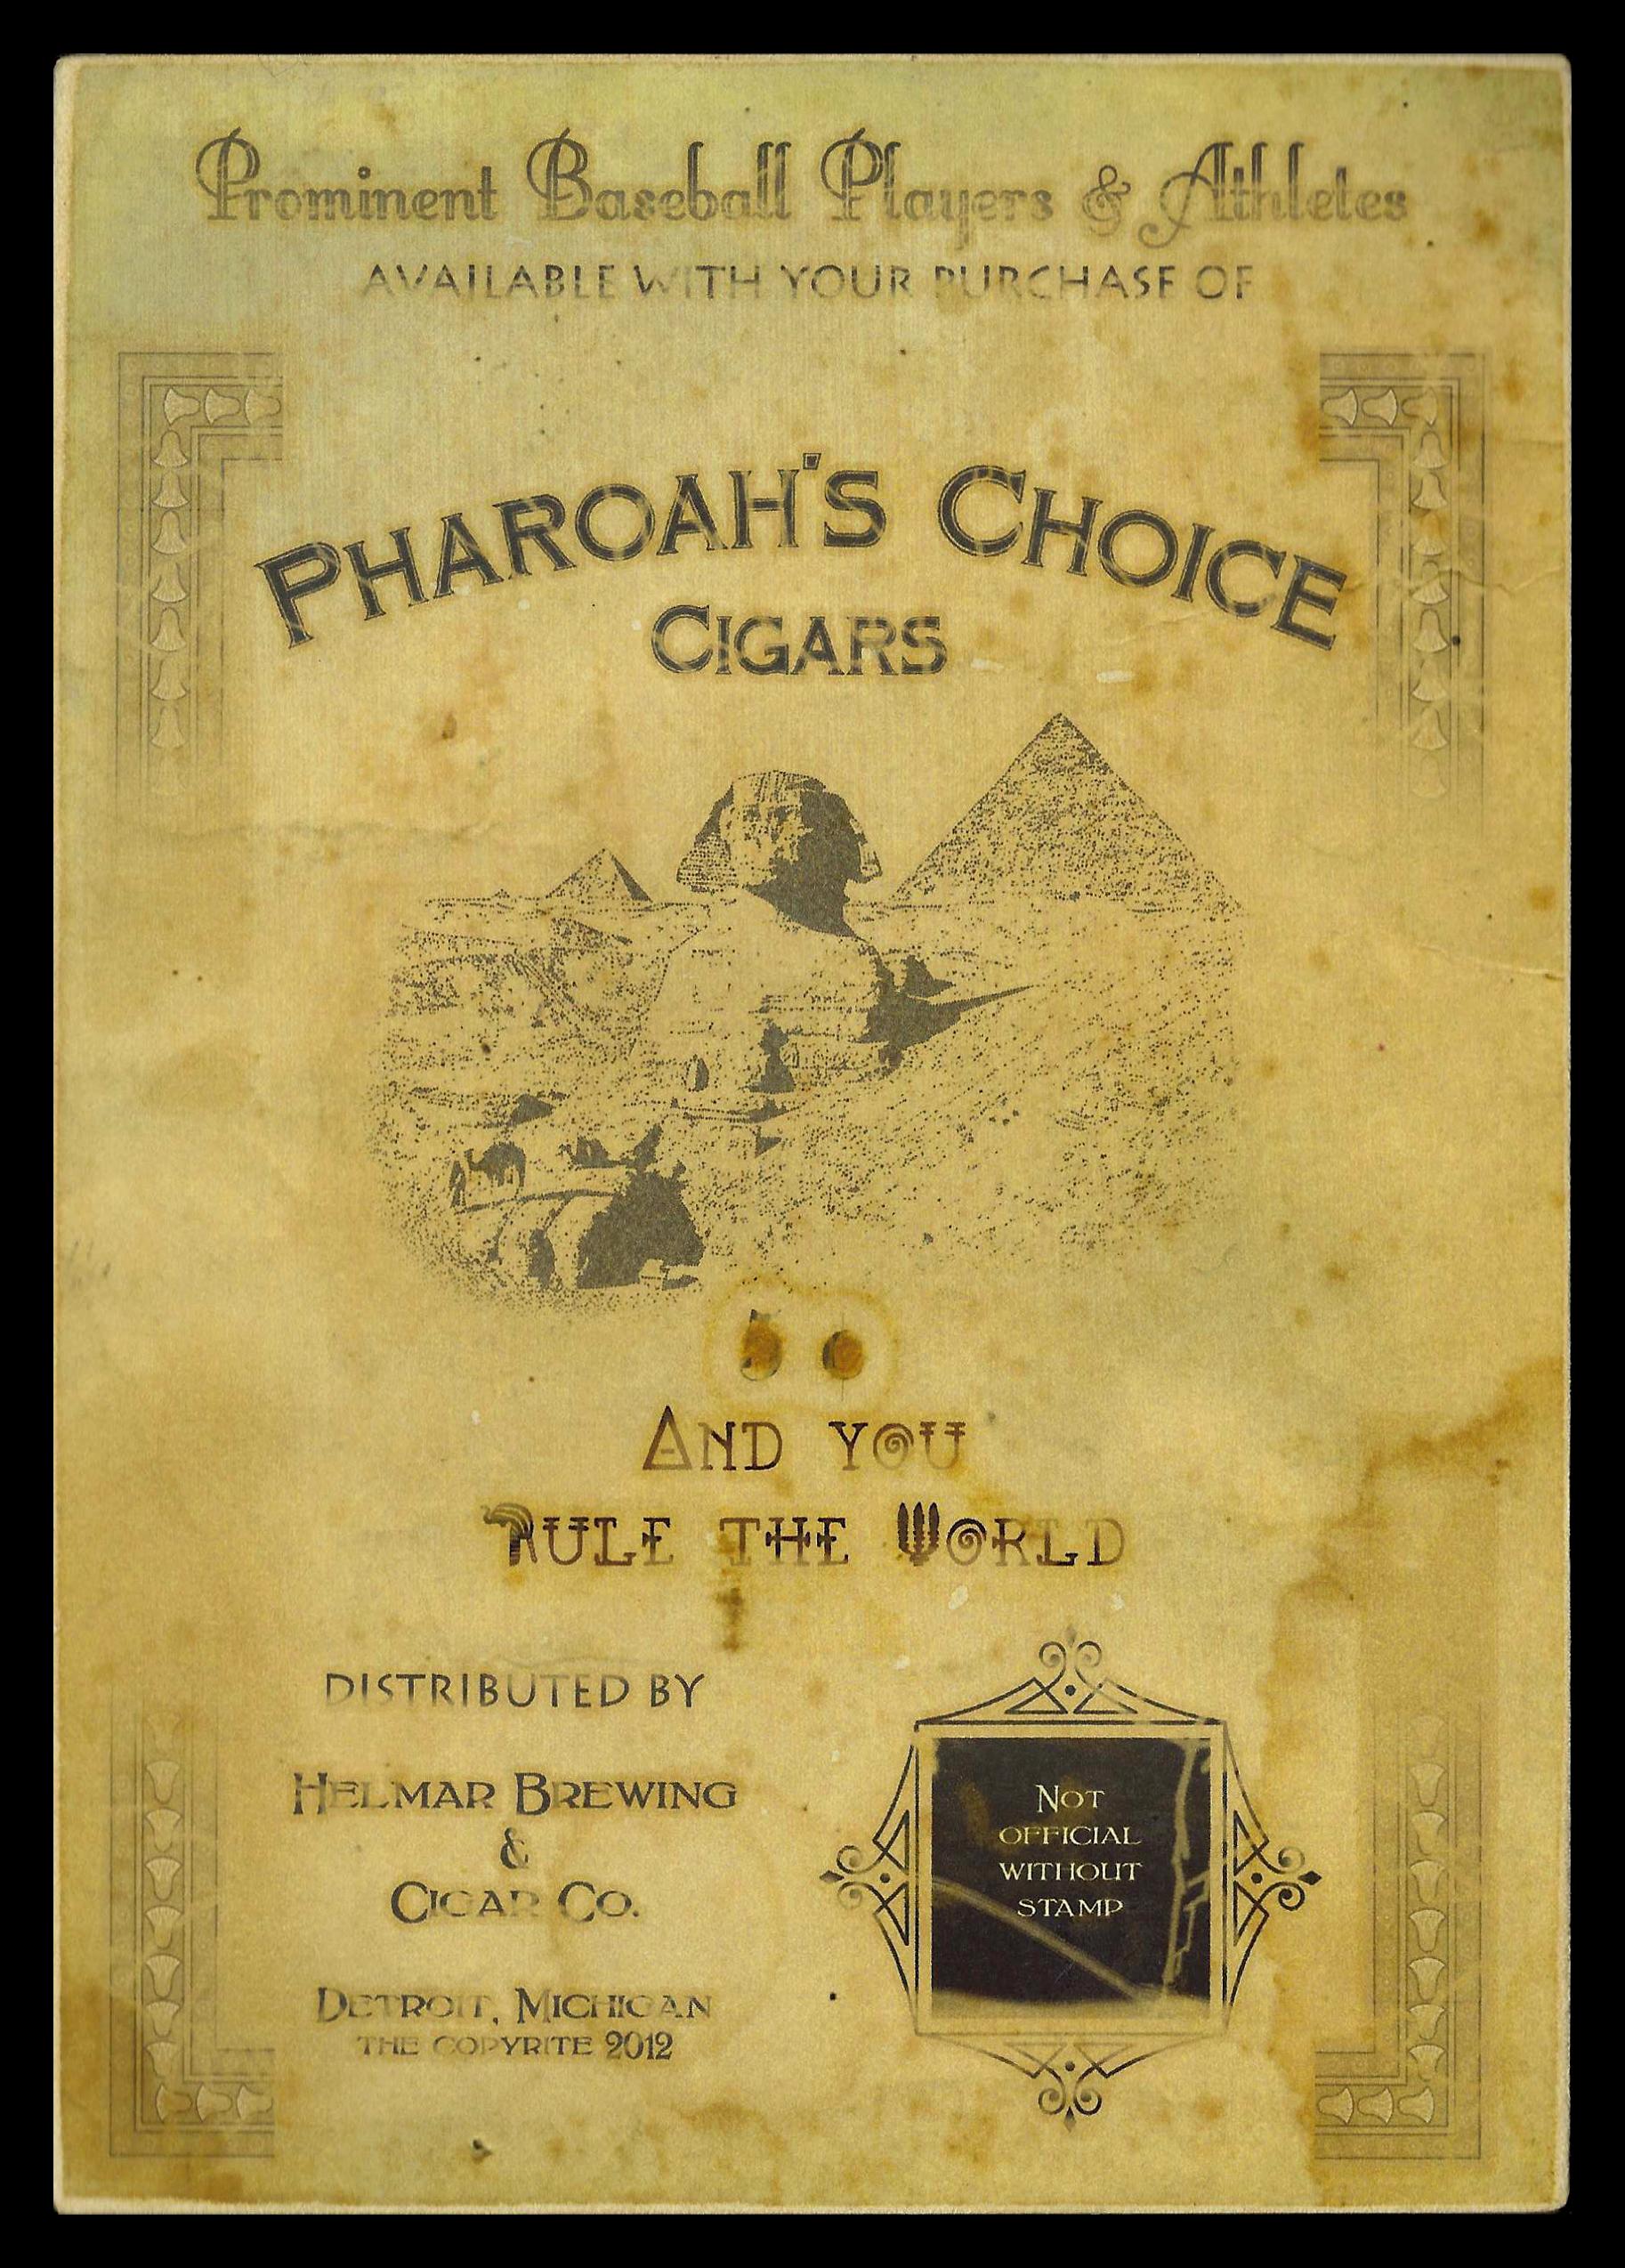 Prominent Baseball Players & Athletes
AVAILABLE WITH YOUR PURCHASE OF
PHAROAH'S CHOICE
CIGARS
5 ¢
AND YOU
RULE THE WORLD
DISTRIBUTED BY
HELMAR BREWING
&
CIGAR CO.
DETROIT, MICHIGAN
THE COPYRITE 2012
NOT
OFFICIAL
WITHOUT
STAMP